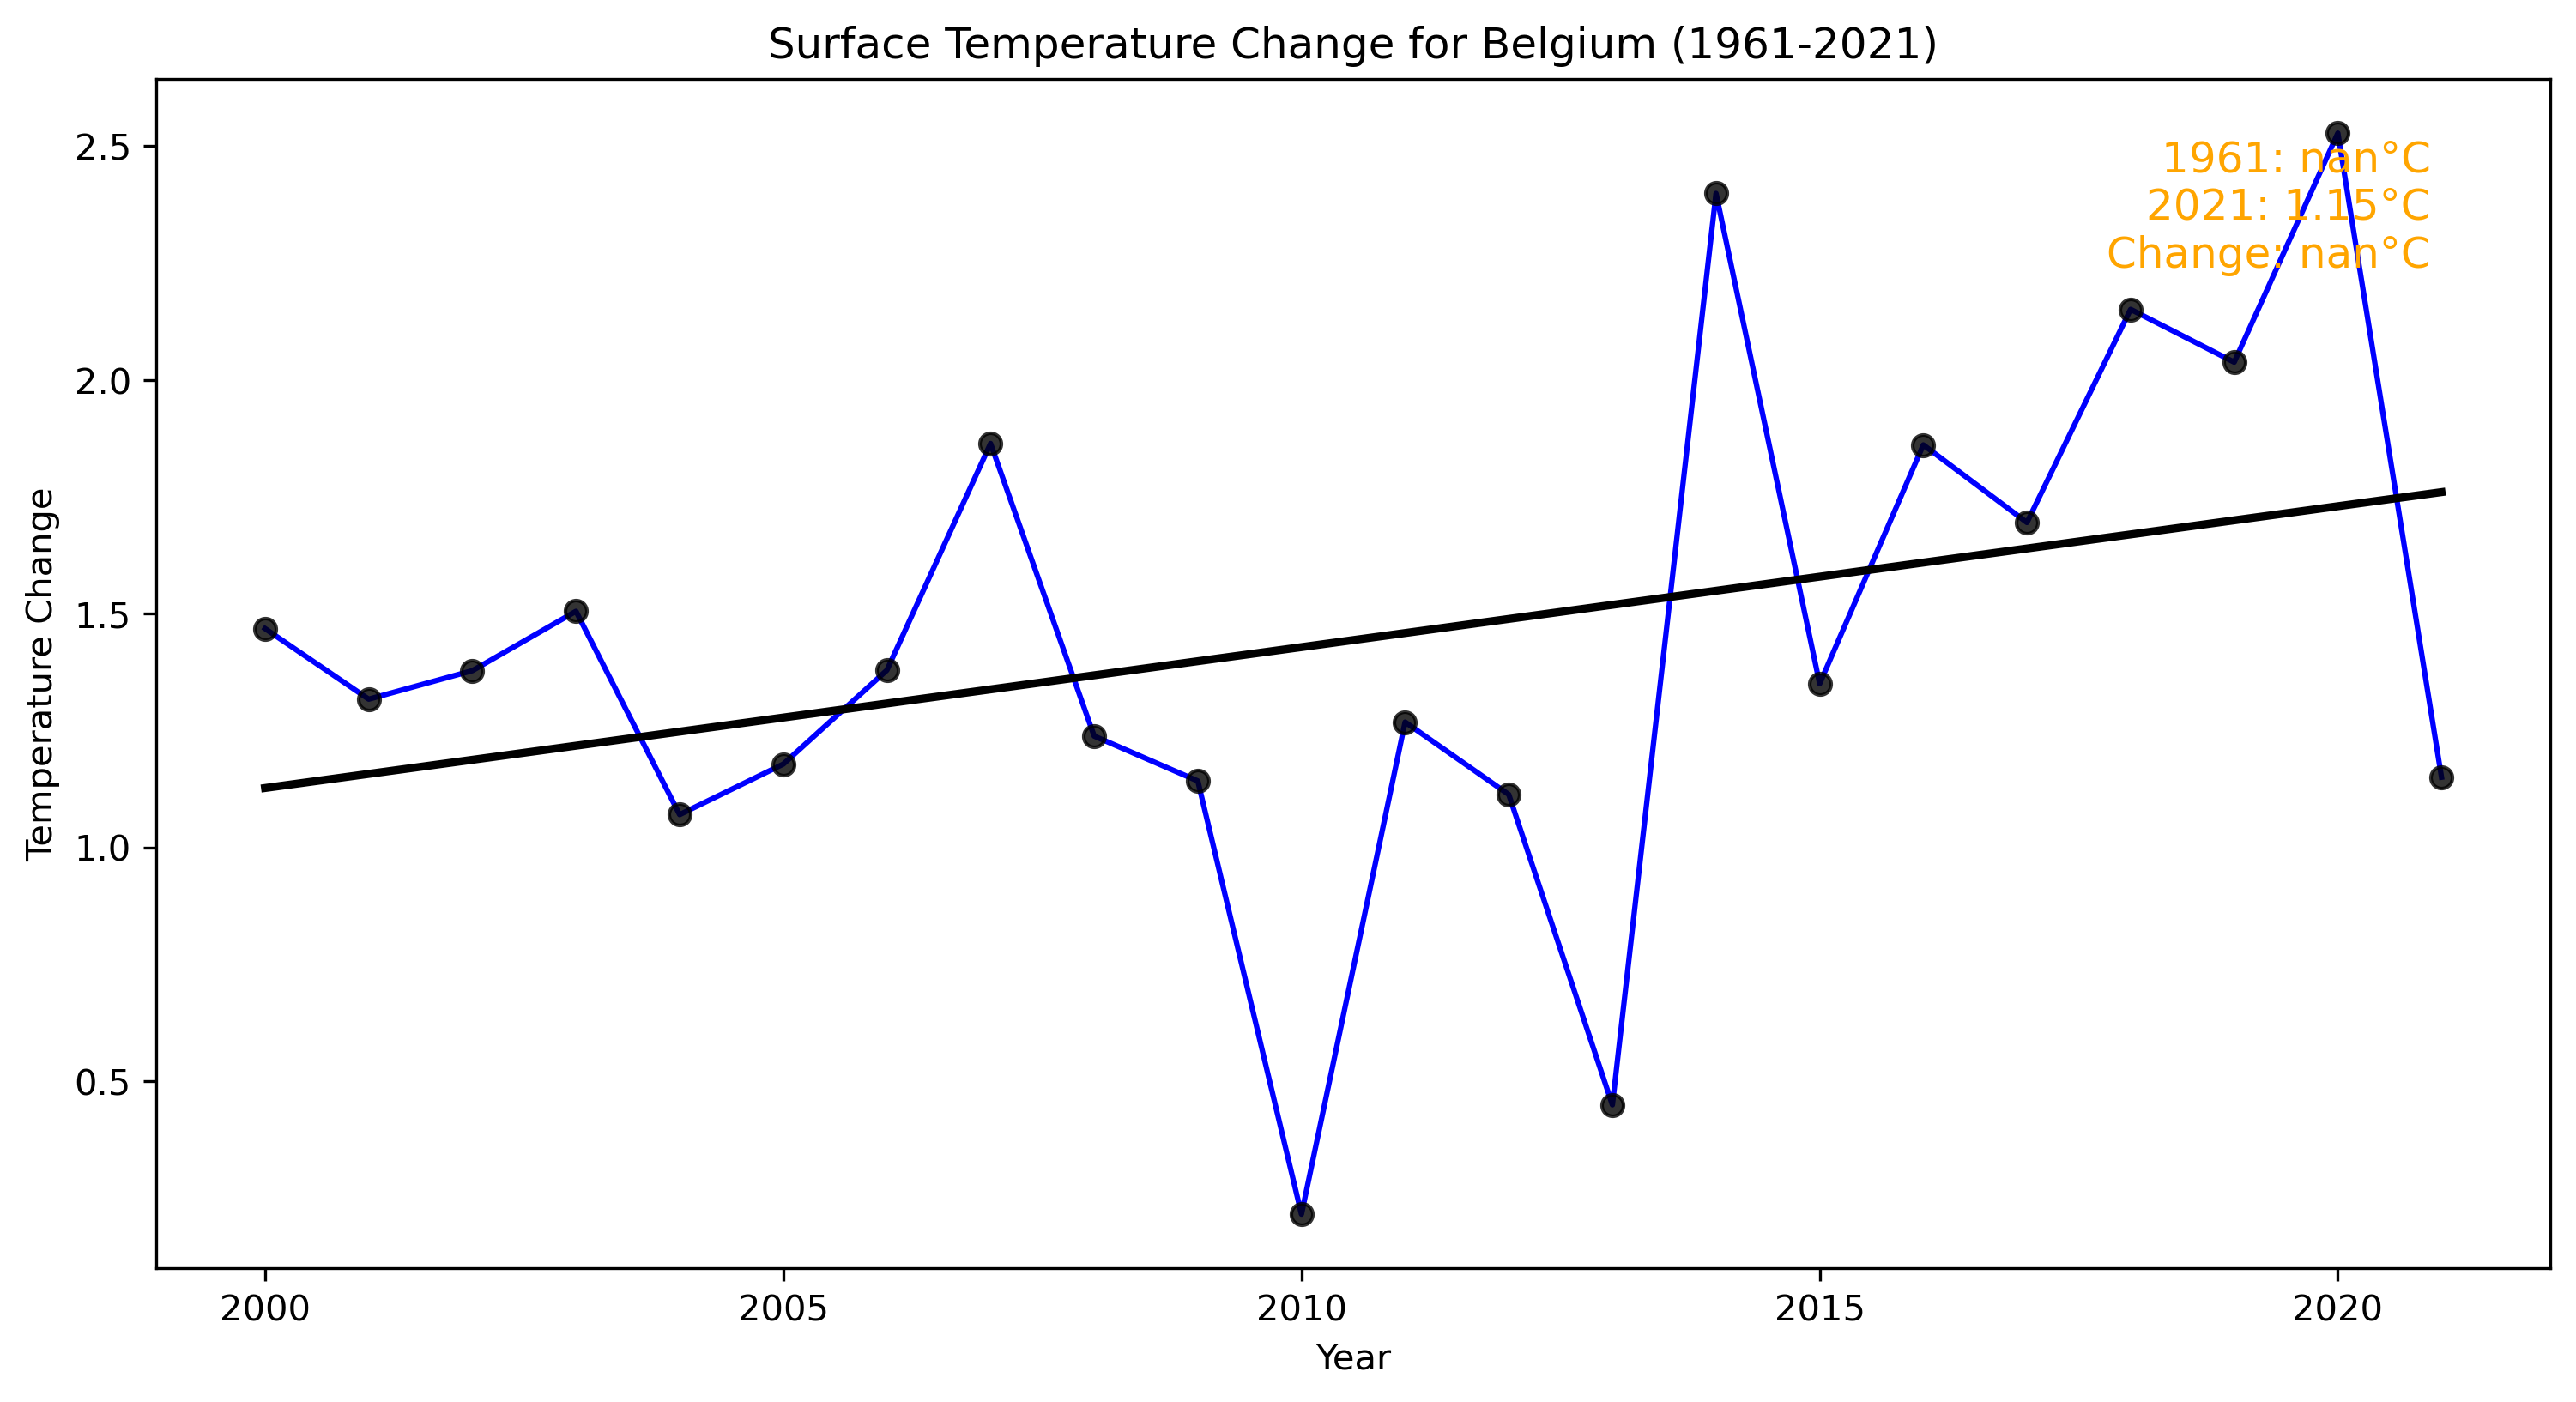 Surface Temperature Change for Belgium (1961-2021)
1961: nan°C
2021: 1.15°C
Change: nan°C
Temperature Change
2.5
2.0
1.5
1.0
0.5
2000
2005
2010
2015
2020
Year